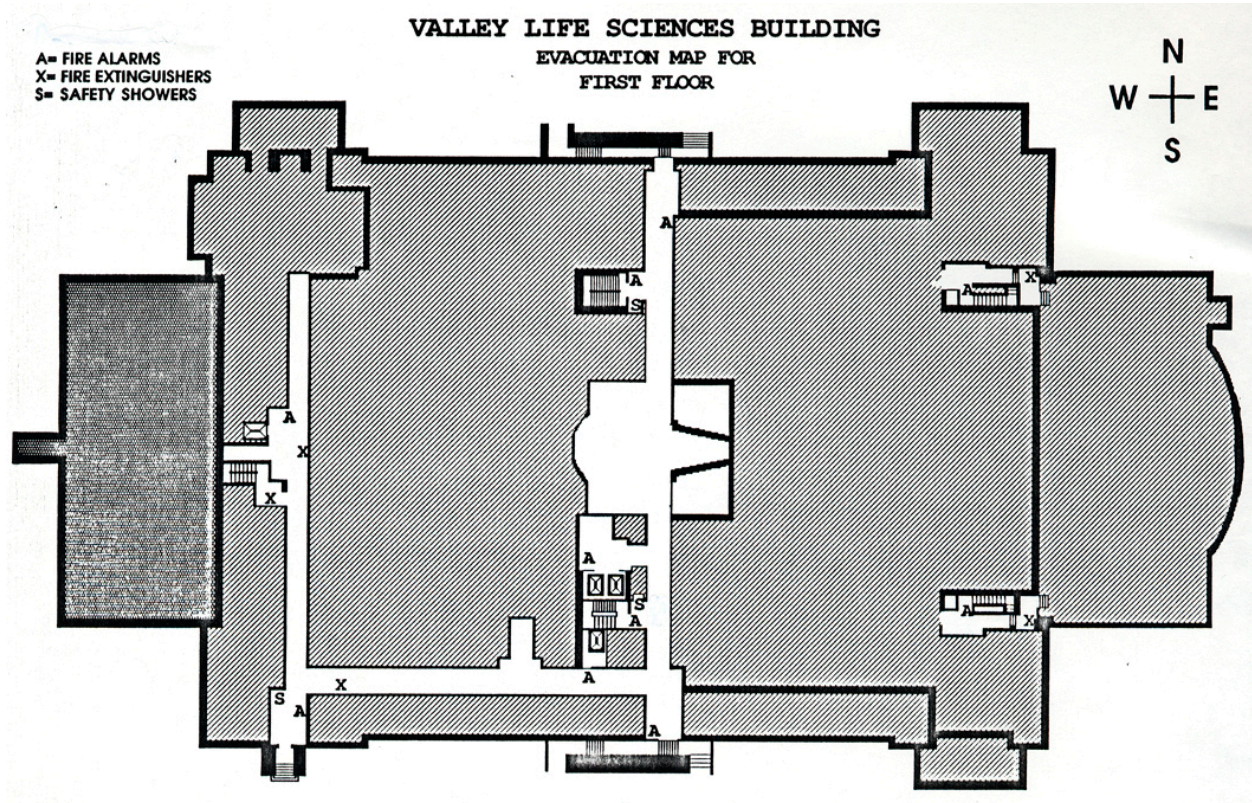 VALLEY LIFE SCIENCES BUILDING
EVACUATION MAP FOR
FIRST FLOOR
A= FIRE ALARMS
X= FIRE EXTINGUISHERS
S= SAFETY SHOWERS
N
W E
S
A
A
S
X
A
A
X
X
A
S
A
A
X
A
X
S
A
A
A